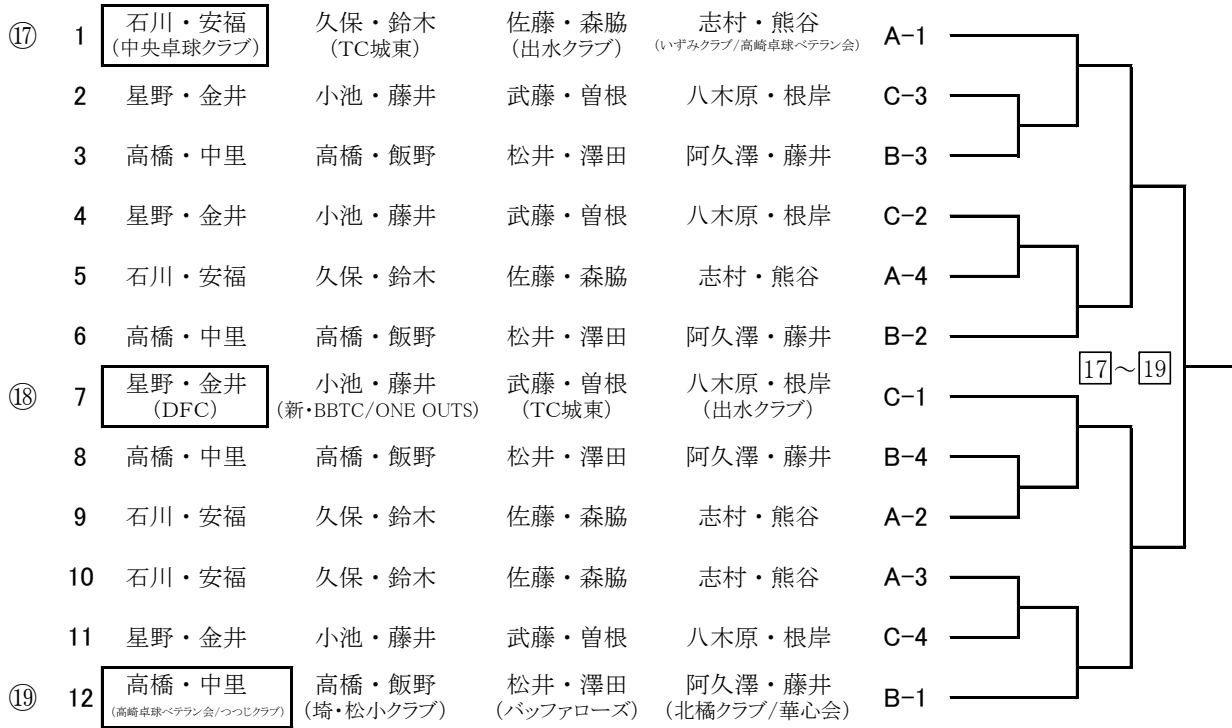 ⑰ 1 石川・安福 久保・鈴木 佐藤・森脇 志村・熊谷 A-1
(中央卓球クラブ) (TC城東) (出水クラブ) (いずみクラブ/高崎卓球ベテラン会)
2 星野・金井 小池・藤井 武藤・曽根 八木原・根岸 C-3
3 高橋・中里 高橋・飯野 松井・澤田 阿久澤・藤井 B-3
4 星野・金井 小池・藤井 武藤・曽根 八木原・根岸 C-2
5 石川・安福 久保・鈴木 佐藤・森脇 志村・熊谷 A-4
6 高橋・中里 高橋・飯野 松井・澤田 阿久澤・藤井 B-2
17～19
⑱ 7 星野・金井 小池・藤井 武藤・曽根 八木原・根岸 C-1
(DFC) (新・BBTC/ONE OUTS) (TC城東) (出水クラブ)
8 高橋・中里 高橋・飯野 松井・澤田 阿久澤・藤井 B-4
9 石川・安福 久保・鈴木 佐藤・森脇 志村・熊谷 A-2
10 石川・安福 久保・鈴木 佐藤・森脇 志村・熊谷 A-3
11 星野・金井 小池・藤井 武藤・曽根 八木原・根岸 C-4
⑲ 12 高橋・中里 高橋・飯野 松井・澤田 阿久澤・藤井 B-1
(高崎卓球ベテラン会/つつじクラブ) (埼・松小クラブ) (バッファローズ) (北橘クラブ/華心会)